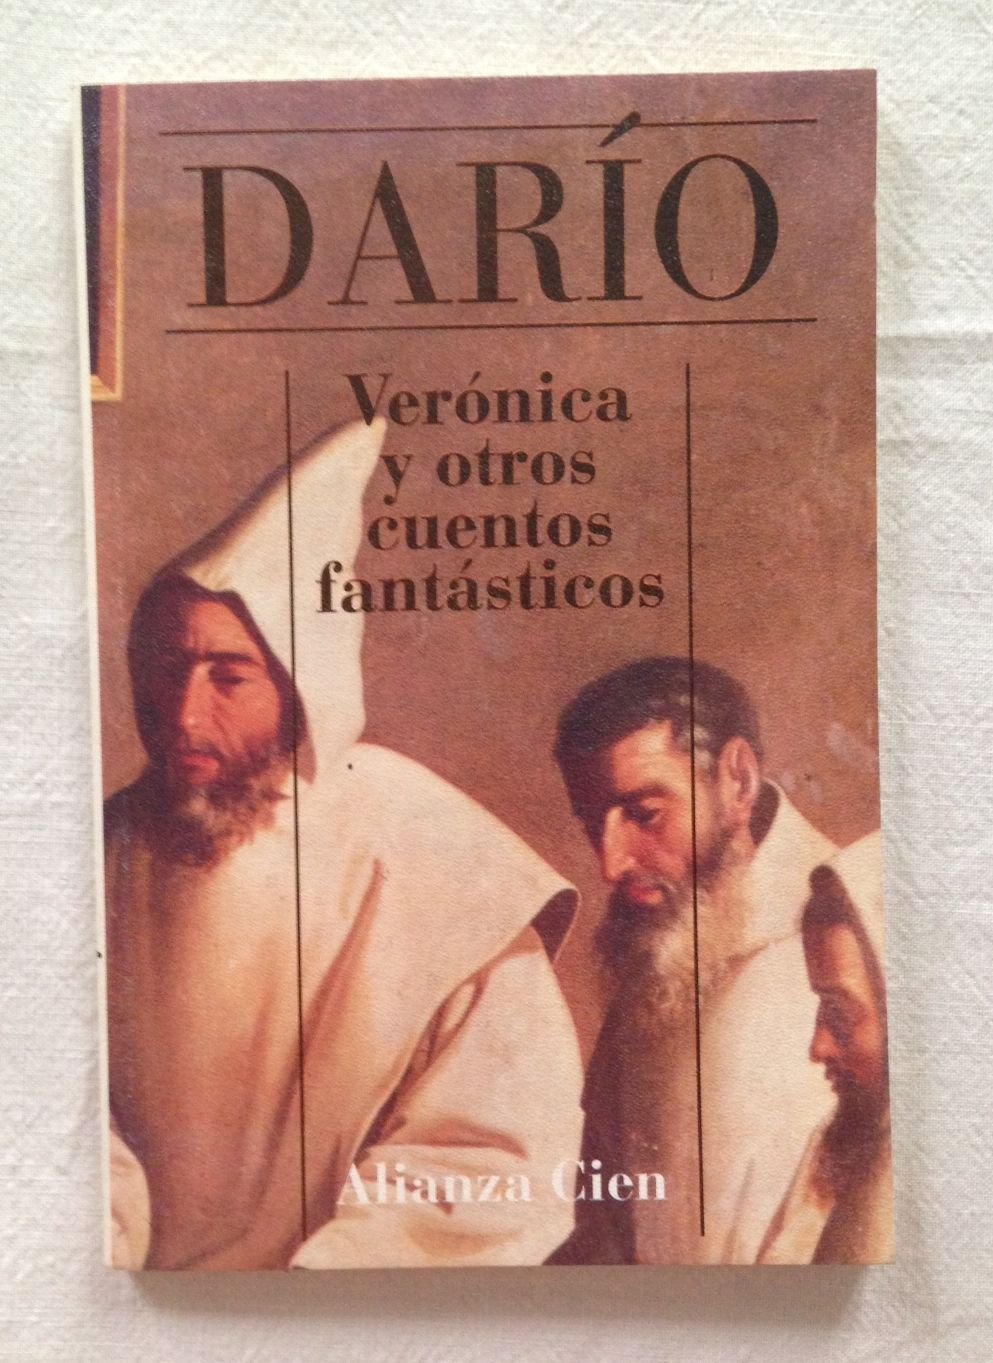 DARÍO
Verónica
y otros
cuentos
fantásticos
Alianza Cien